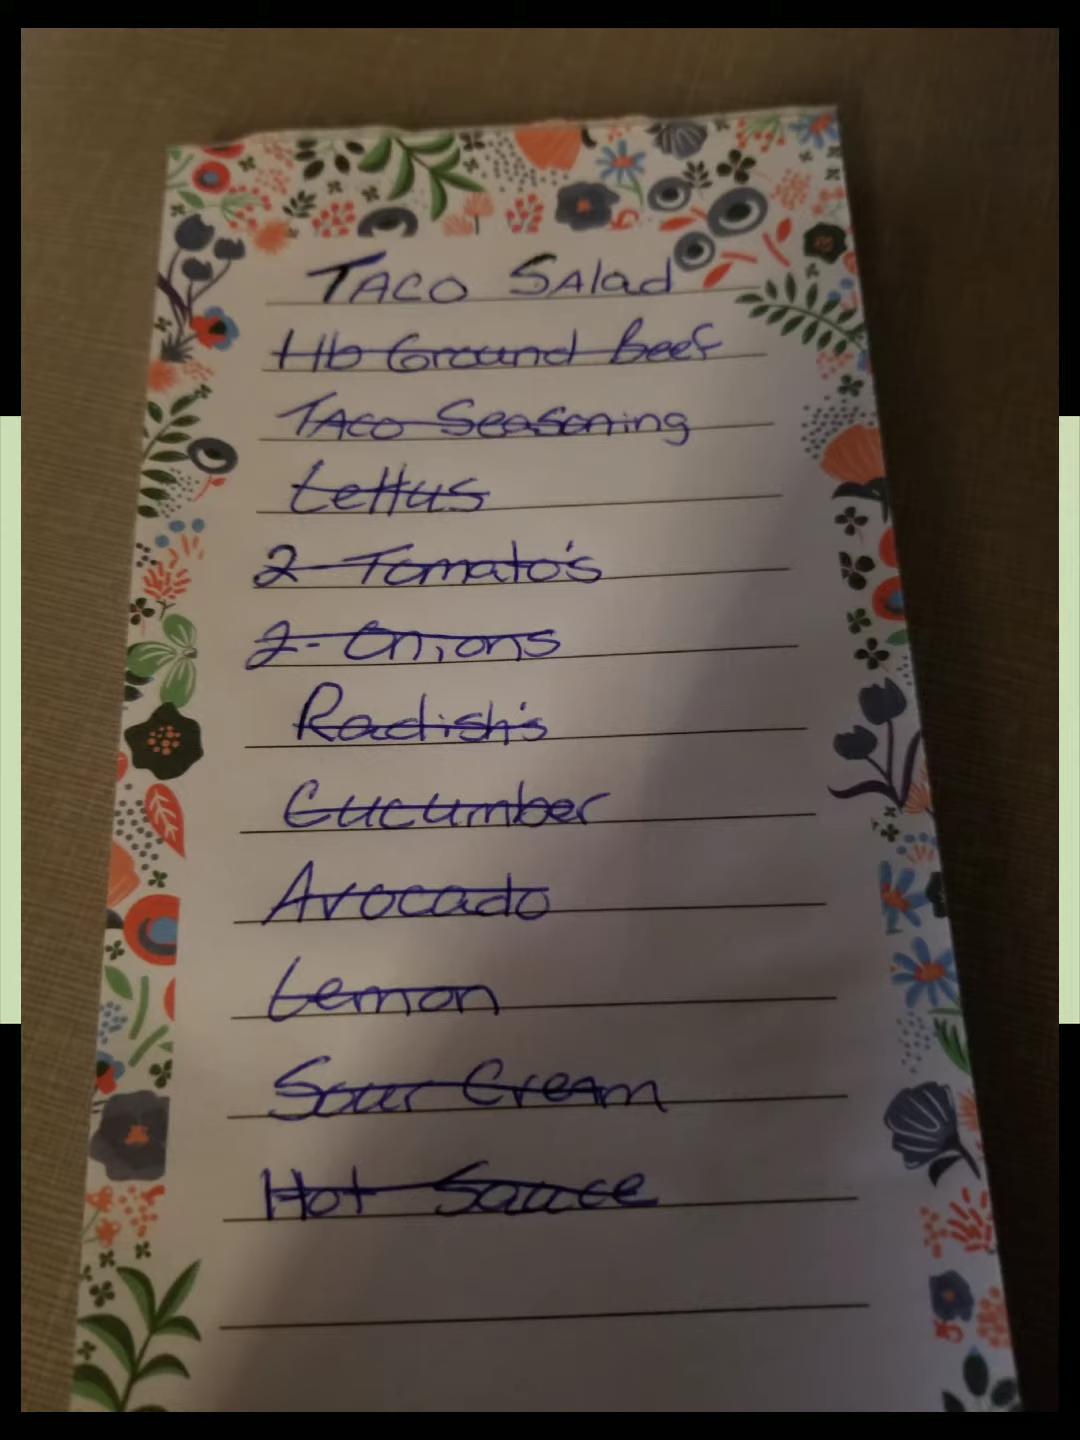 TACO SAlad
1lb Ground Beef
TACO Seasoning
Lettus
2 Tomato's
2- Onions
Radish's
Cucumber
Avocado
Lemon
Sour Cream
Hot Sauce